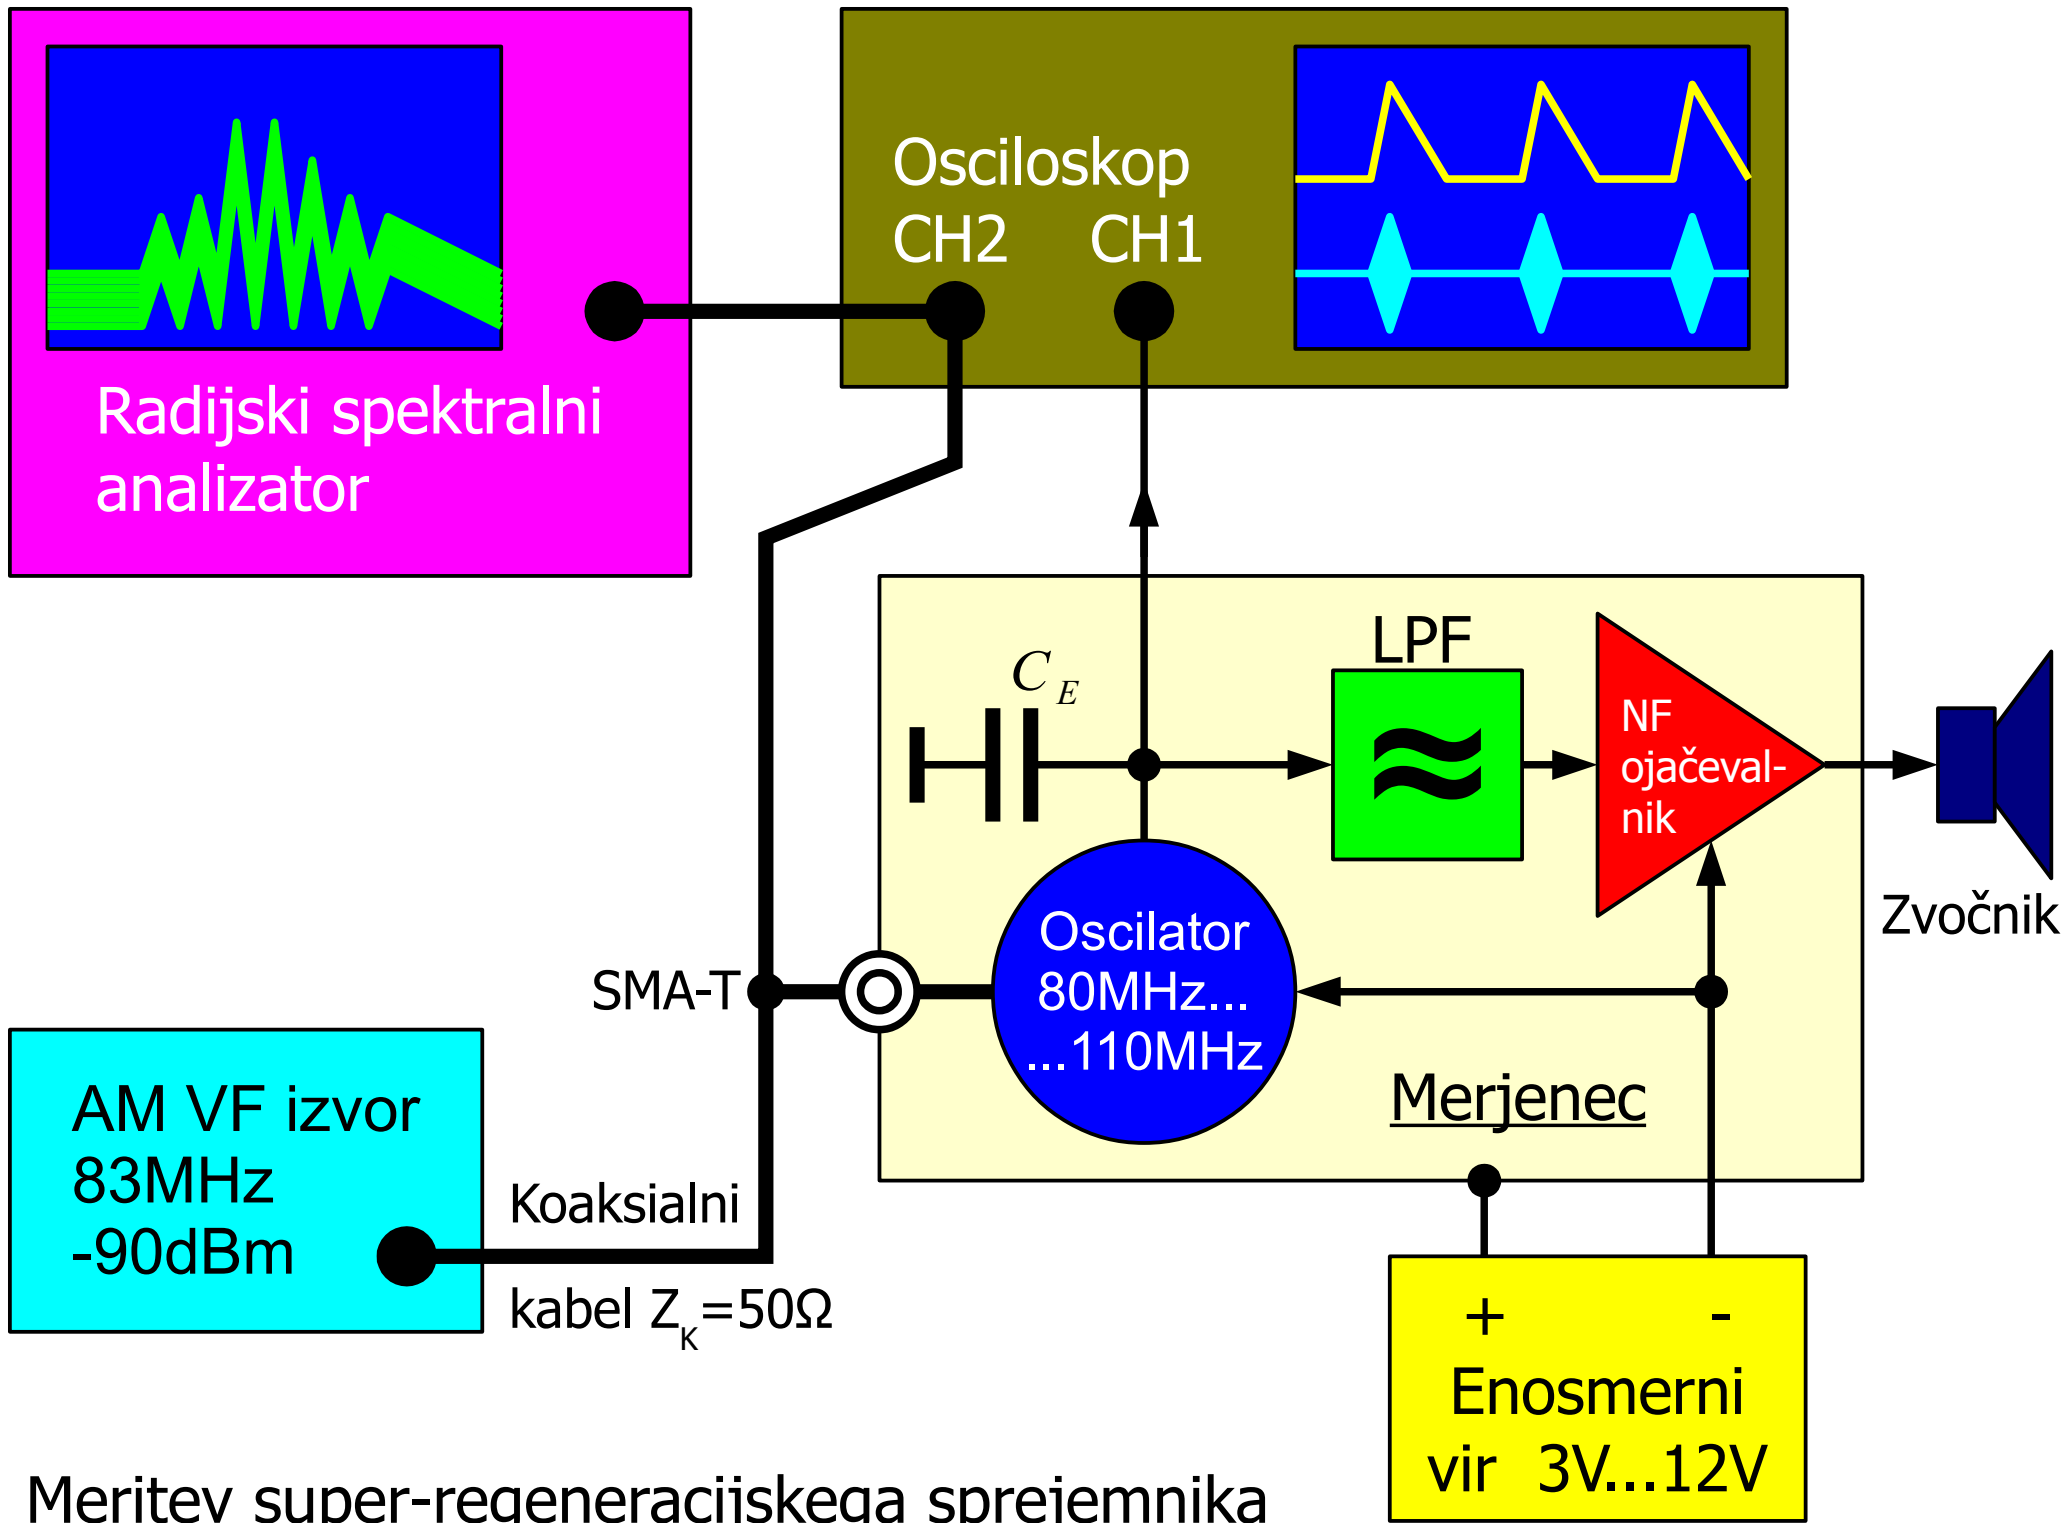 Radijski spektralni
analizator
Osciloskop
CH2 CH1
C E
LPF
NF
ojačeval-
nik
Zvočnik
Oscilator
80MHz...
...110MHz
SMA-T
Merjenec
AM VF izvor
83MHz
-90dBm
Koaksialni
kabel ZK=50Ω
+ -
Enosmerni
vir 3V...12V
Meritev super-regeneracijskega sprejemnika